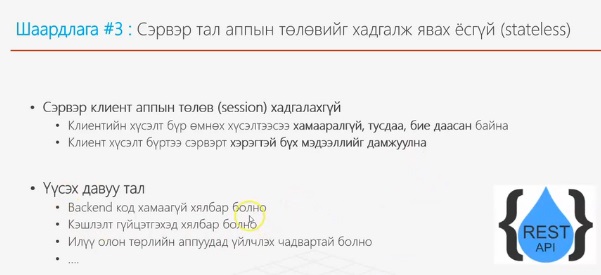 Шаардлага #3 : Сэрвэр тал аппын төлөвийг хадгалж явах ёсгүй (stateless)
• Сэрвэр клиент аппын төлөв (session) хадгалахгүй
• Клиентийн хүсэлт бүр өмнөх хүсэлтээсээ хамааралгүй, тусдаа, бие даасан байна
• Клиент хүсэлт бүртээ сэрвэрт хэрэгтэй бүх мэдээллийг дамжуулна
• Үүсэх давуу тал
• Backend код хамаагүй хялбар болно
• Кэшлэлт гүйцэтгэхэд хялбар болно
• Илүү олон төрлийн аппуудад үйлчлэх чадвартай болно
• ....
{ REST }
API